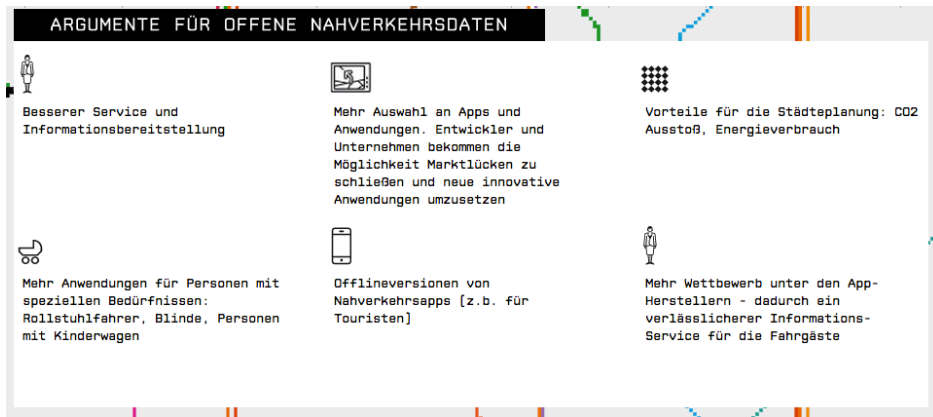 ARGUMENTE FÜR OFFENE NAHVERKEHRSDATEN
Besserer Service und
Informationsbereitstellung
Mehr Auswahl an Apps und
Anwendungen. Entwickler und
Unternehmen bekommen die
Möglichkeit Marktlücken zu
schließen und neue innovative
Anwendungen umzusetzen
Vorteile für die Städteplanung: CO2
Ausstoß, Energieverbrauch
Mehr Anwendungen für Personen mit
speziellen Bedürfnissen:
Rollstuhlfahrer, Blinde, Personen
mit Kinderwagen
Offlineversionen von
Nahverkehrsapps [z.b. für
Touristen]
Mehr Wettbewerb unter den App-
Herstellern - dadurch ein
verlässlicherer Informations-
Service für die Fahrgäste